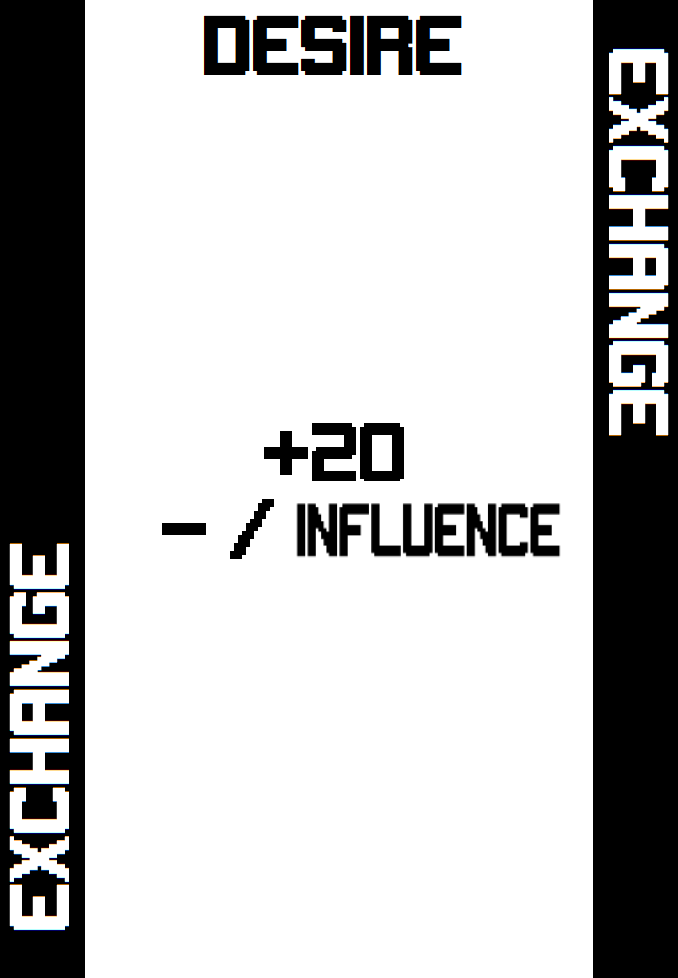 DESIRE
EXCHANGE
+20
- / INFLUENCE
EXCHANGE